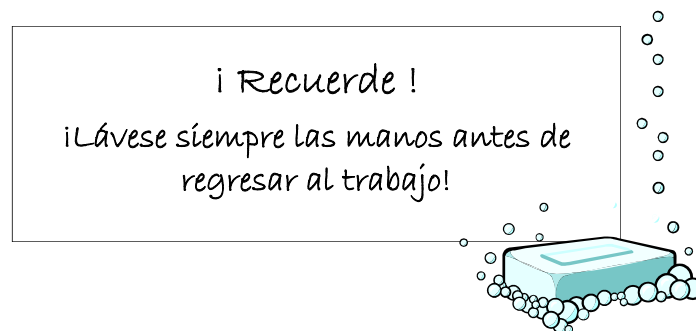 ¡ Recuerde !
¡Lávese siempre las manos antes de
regresar al trabajo!